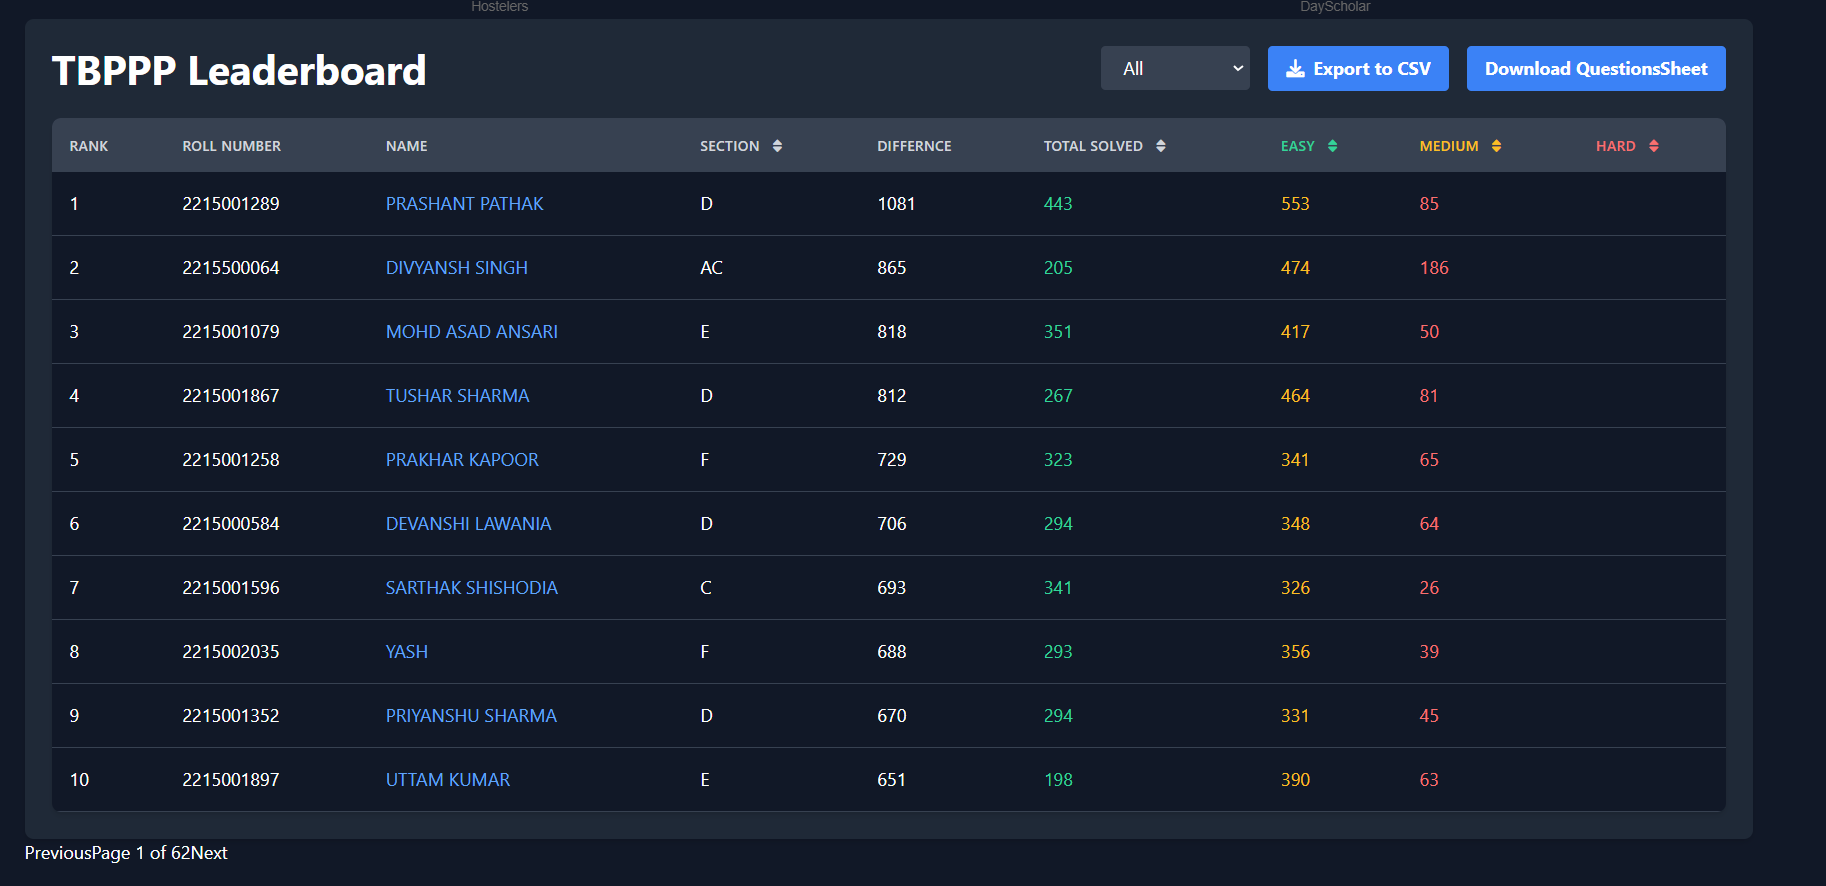 Hostelers DayScholar
TBPPP Leaderboard All Export to CSV Download QuestionsSheet
RANK ROLL NUMBER NAME SECTION DIFFERNCE TOTAL SOLVED EASY MEDIUM HARD
1 2215001289 PRASHANT PATHAK D 1081 443 553 85
2 2215500064 DIVYANSH SINGH AC 865 205 474 186
3 2215001079 MOHD ASAD ANSARI E 818 351 417 50
4 2215001867 TUSHAR SHARMA D 812 267 464 81
5 2215001258 PRAKHAR KAPOOR F 729 323 341 65
6 2215000584 DEVANSHI LAWANIA D 706 294 348 64
7 2215001596 SARTHAK SHISHODIA C 693 341 326 26
8 2215002035 YASH F 688 293 356 39
9 2215001352 PRIYANSHU SHARMA D 670 294 331 45
10 2215001897 UTTAM KUMAR E 651 198 390 63
PreviousPage 1 of 62Next